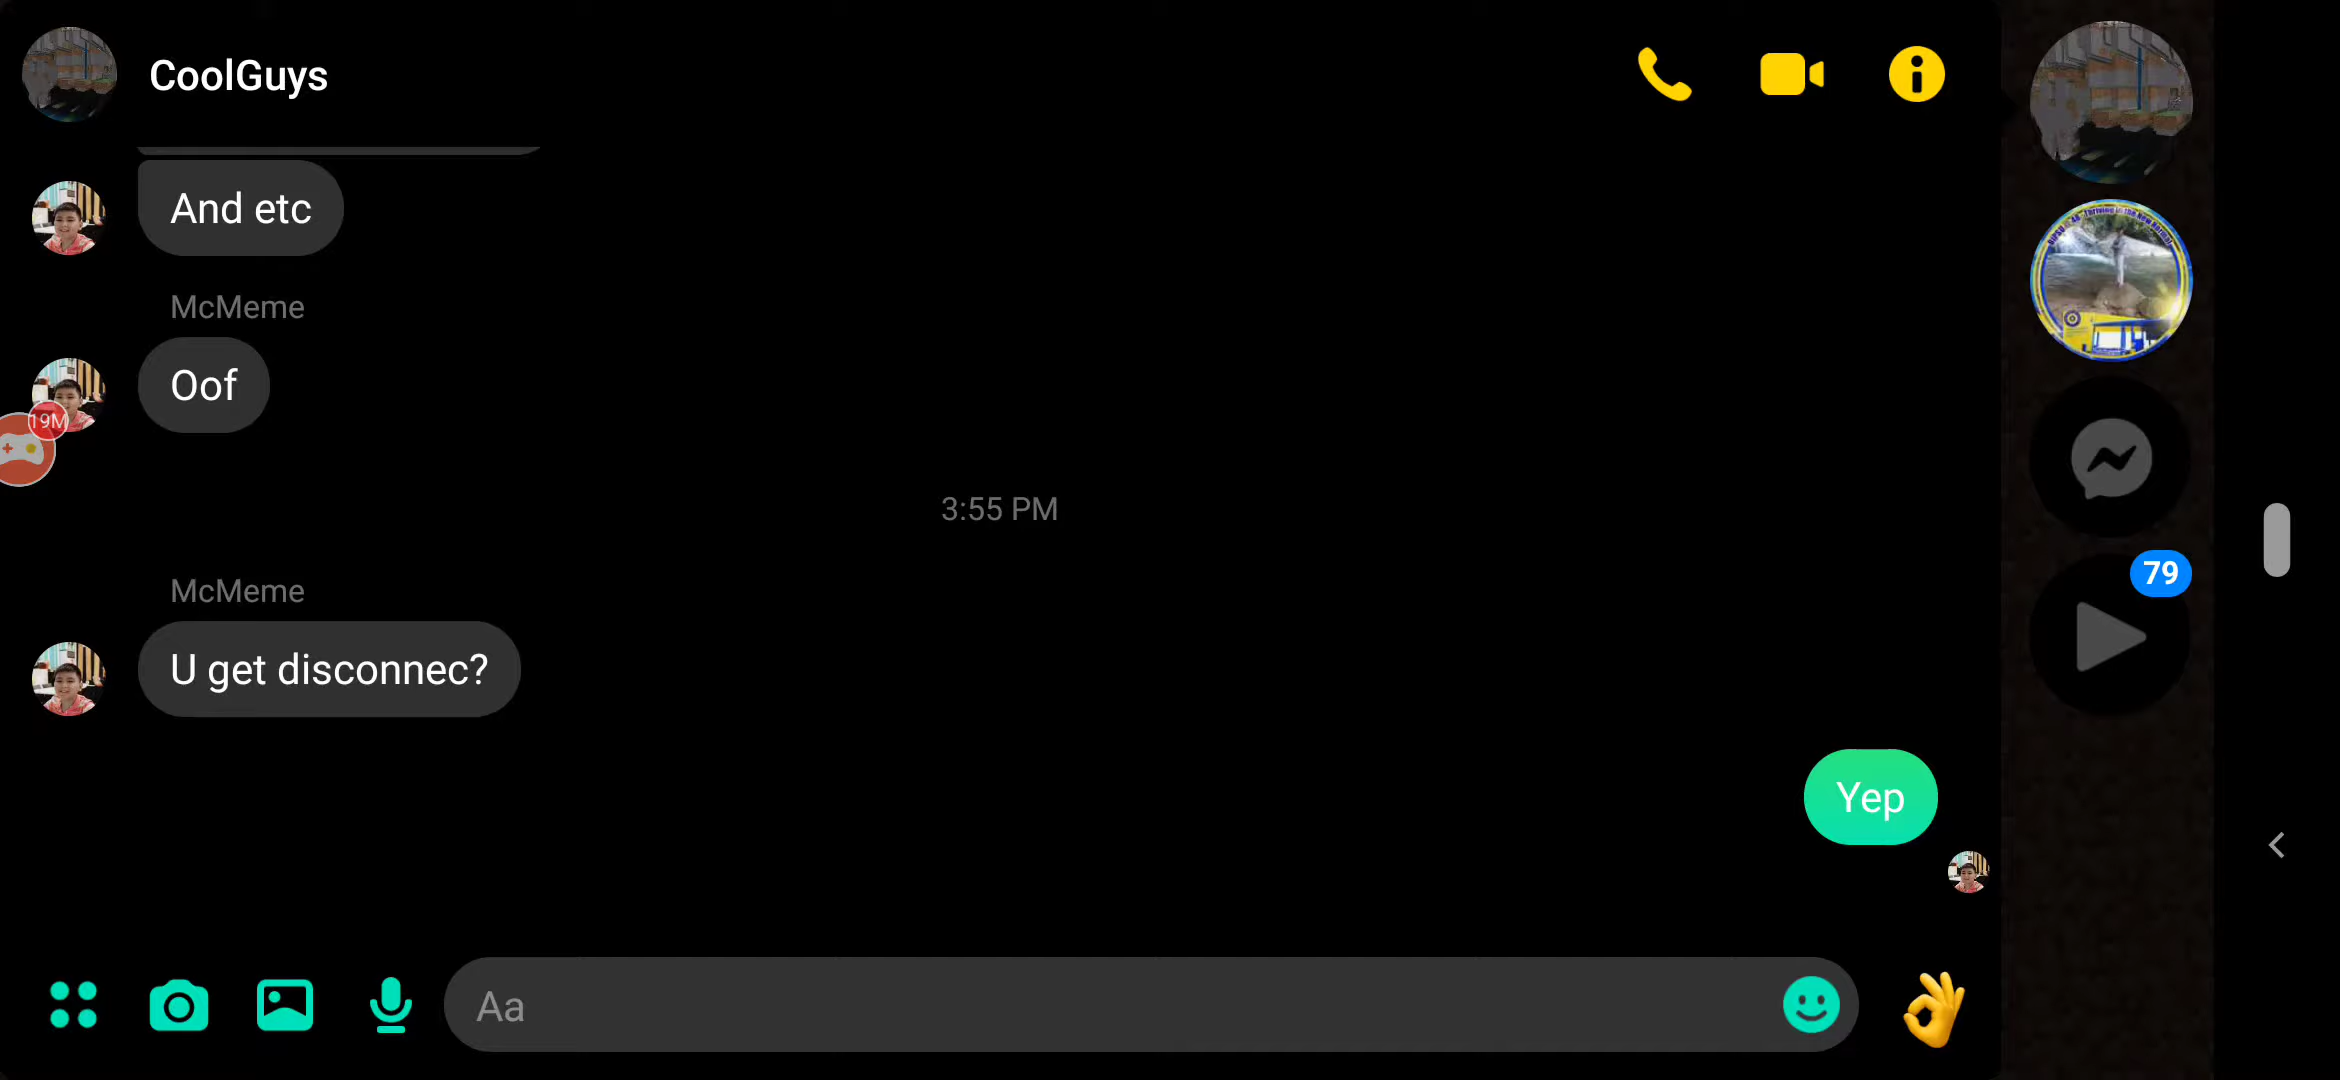 CoolGuys
And etc
McMeme
Oof
19M
3:55 PM
McMeme
U get disconnec?
Yep
Aa
79